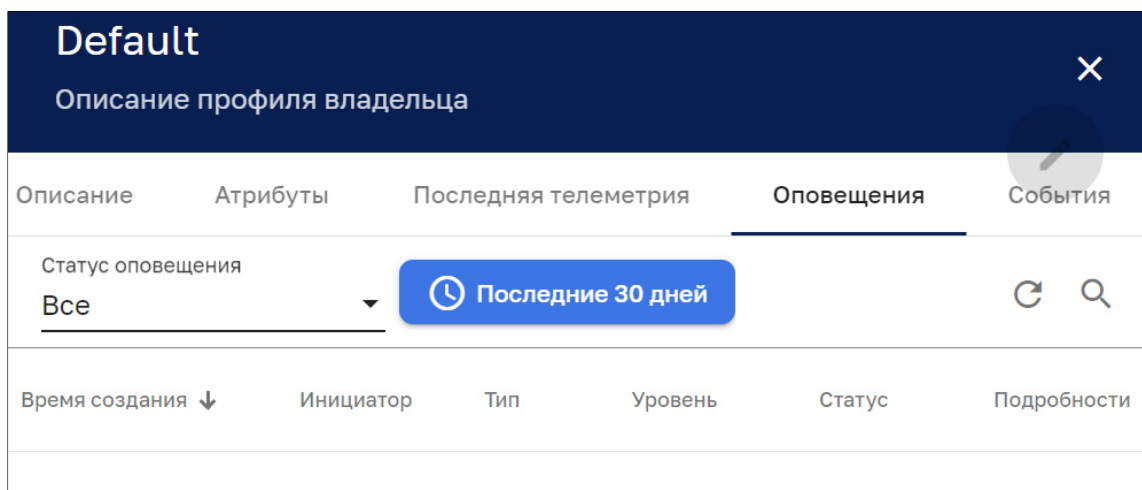 Default
Описание профиля владельца
Описание Атрибуты Последняя телеметрия Оповещения События
Статус оповещения
Все
Последние 30 дней
Время создания Инициатор Тип Уровень Статус Подробности